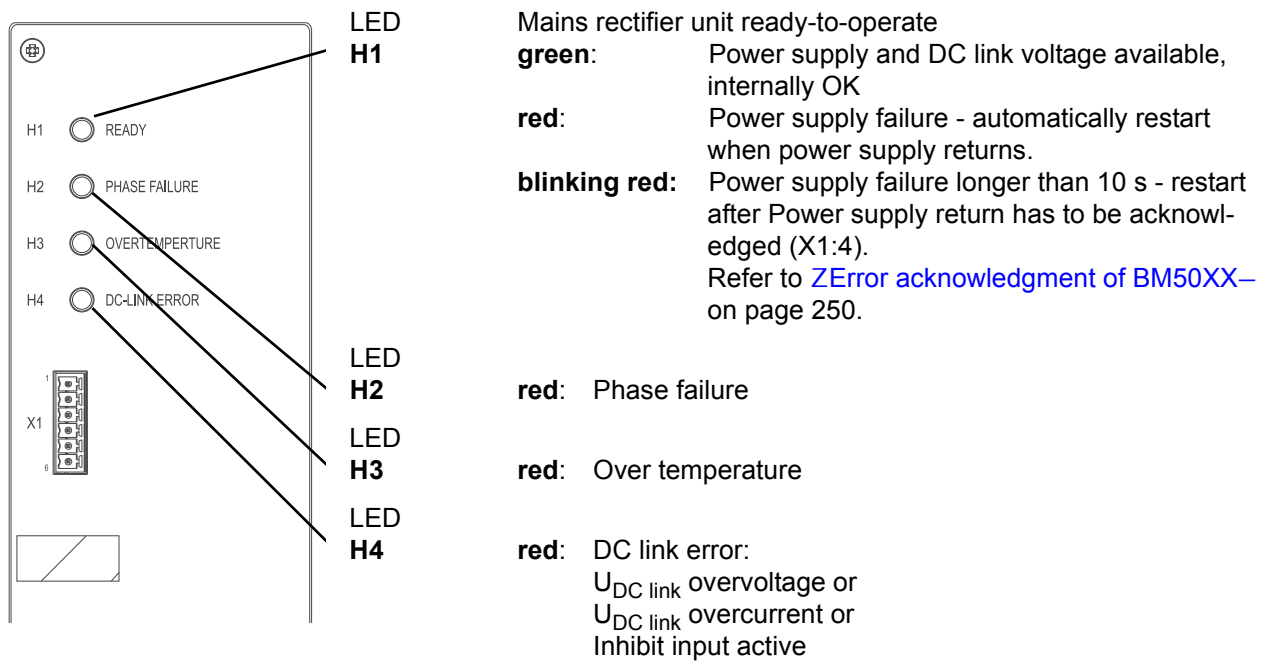 LED Mains rectifier unit ready-to-operate
H1 green: Power supply and DC link voltage available,
internally OK
red: Power supply failure - automatically restart
when power supply returns.
blinking red: Power supply failure longer than 10 s - restart
after Power supply return has to be acknowl-
edged (X1:4).
Refer to ZError acknowledgment of BM50XX–
on page 250.
LED
H2 red: Phase failure
LED
H3 red: Over temperature
LED
H4 red: DC link error:
UDC link overvoltage or
UDC link overcurrent or
Inhibit input active
H1 READY
H2 PHASE FAILURE
H3 OVERTEMPERTURE
H4 DC-LINK ERROR
1
X1
6